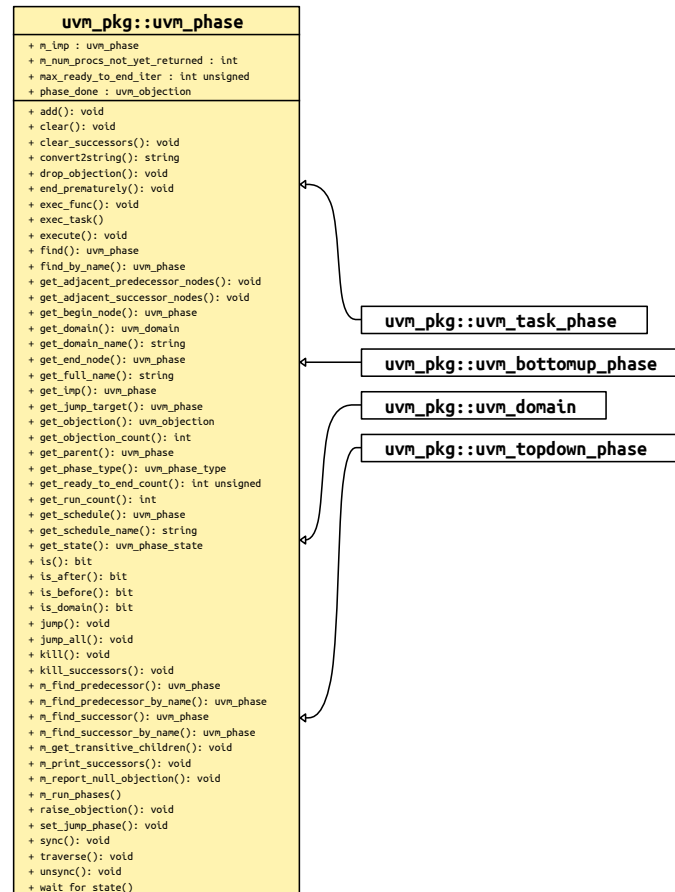 uvm_pkg::uvm_phase
+ m_imp : uvm_phase
+ m_num_procs_not_yet_returned : int
+ max_ready_to_end_iter : int unsigned
+ phase_done : uvm_objection
+ add(): void
+ clear(): void
+ clear_successors(): void
+ convert2string(): string
+ drop_objection(): void
+ end_prematurely(): void
+ exec_func(): void
+ exec_task()
+ execute(): void
+ find(): uvm_phase
+ find_by_name(): uvm_phase
+ get_adjacent_predecessor_nodes(): void
+ get_adjacent_successor_nodes(): void
+ get_begin_node(): uvm_phase
+ get_domain(): uvm_domain
+ get_domain_name(): string
+ get_end_node(): uvm_phase
+ get_full_name(): string
+ get_imp(): uvm_phase
+ get_jump_target(): uvm_phase
+ get_objection(): uvm_objection
+ get_objection_count(): int
+ get_parent(): uvm_phase
+ get_phase_type(): uvm_phase_type
+ get_ready_to_end_count(): int unsigned
+ get_run_count(): int
+ get_schedule(): uvm_phase
+ get_schedule_name(): string
+ get_state(): uvm_phase_state
+ is(): bit
+ is_after(): bit
+ is_before(): bit
+ is_domain(): bit
+ jump(): void
+ jump_all(): void
+ kill(): void
+ kill_successors(): void
+ m_find_predecessor(): uvm_phase
+ m_find_predecessor_by_name(): uvm_phase
+ m_find_successor(): uvm_phase
+ m_find_successor_by_name(): uvm_phase
+ m_get_transitive_children(): void
+ m_print_successors(): void
+ m_report_null_objection(): void
+ m_run_phases()
+ raise_objection(): void
+ set_jump_phase(): void
+ sync(): void
+ traverse(): void
+ unsync(): void
+ wait_for_state()
uvm_pkg::uvm_task_phase
uvm_pkg::uvm_bottomup_phase
uvm_pkg::uvm_domain
uvm_pkg::uvm_topdown_phase